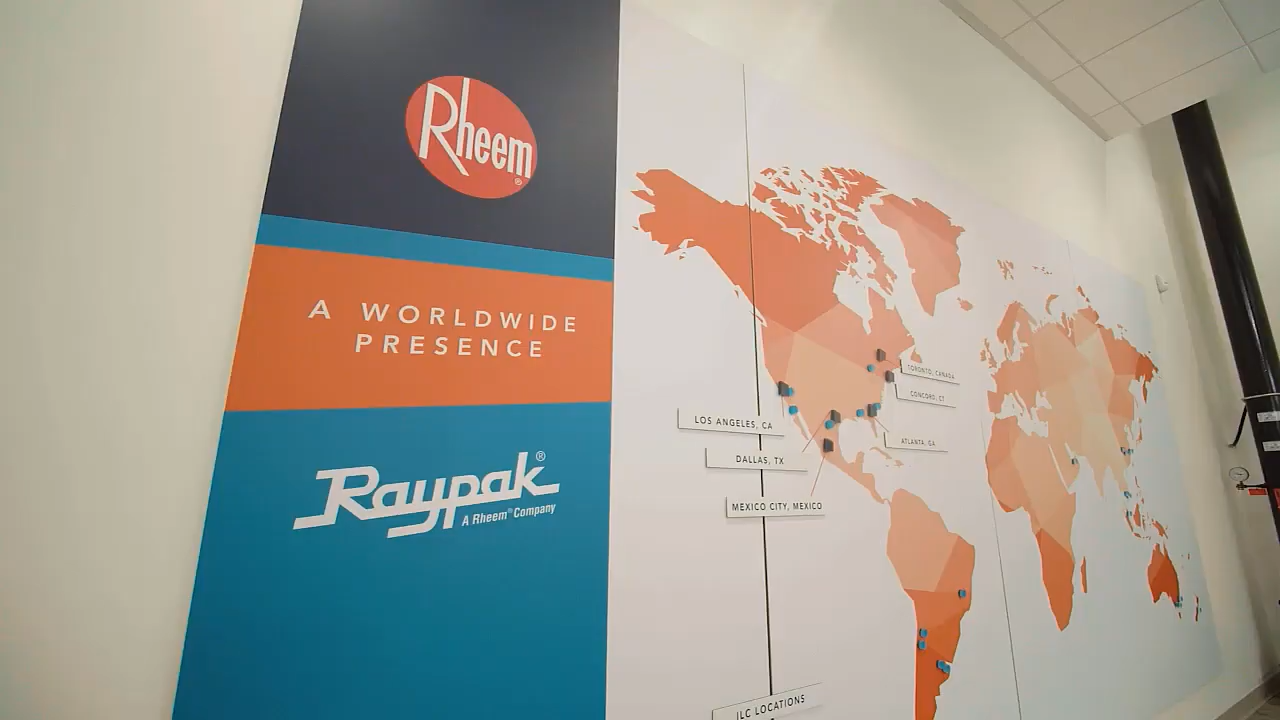 Rheem®
A WORLDWIDE
PRESENCE
Raypak®
A Rheem® Company
TORONTO, CANADA
CONCORD, CT
LOS ANGELES, CA
ATLANTA, GA
DALLAS, TX
MEXICO CITY, MEXICO
ILC LOCATIONS